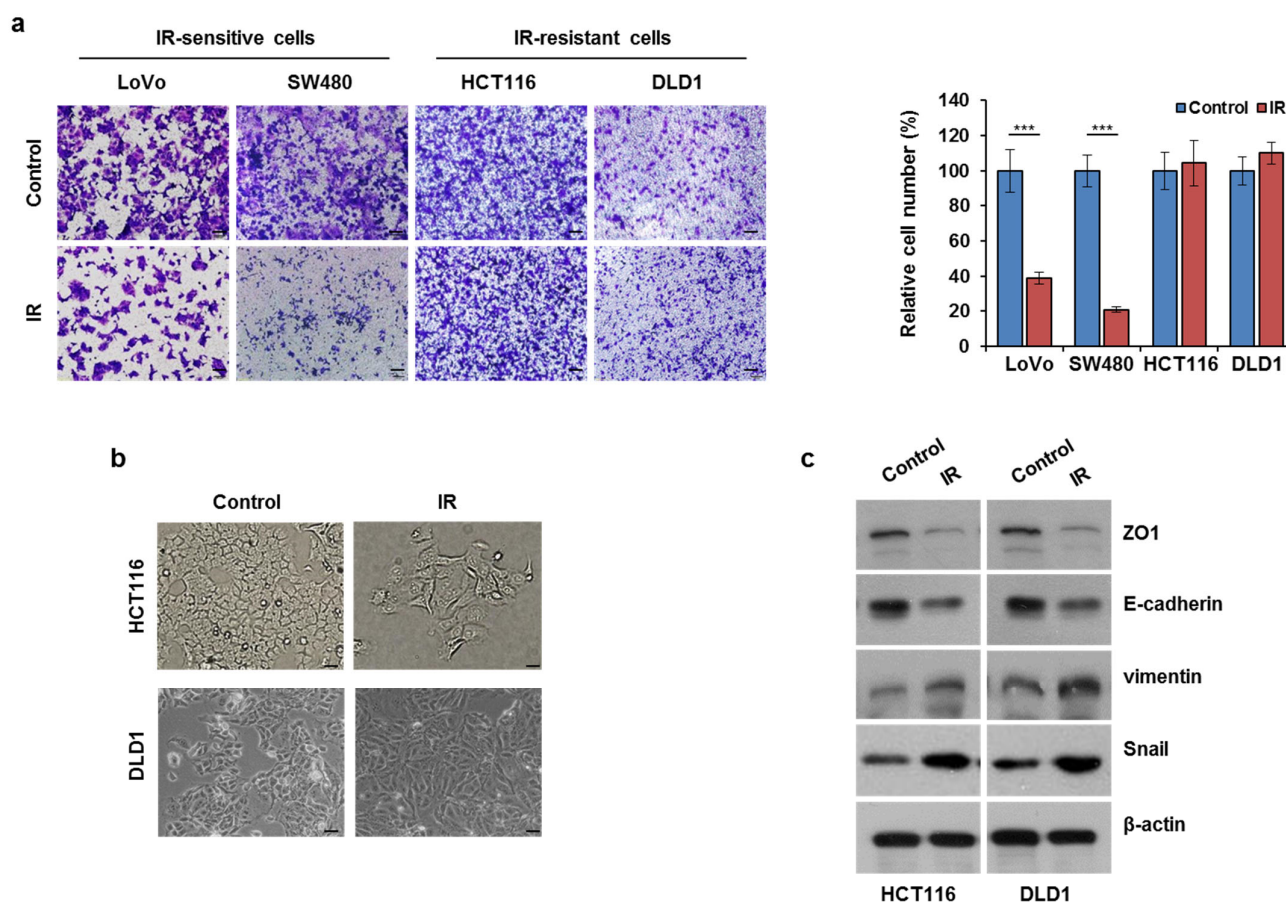 a
IR-sensitive cells
IR-resistant cells
LoVo
SW480
HCT116
DLD1
Control
IR
Relative cell number (%)
140
120
100
80
60
40
20
0
Control
IR
***
***
LoVo
SW480
HCT116
DLD1
b
Control
IR
HCT116
DLD1
c
Control
IR
Control
IR
ZO1
E-cadherin
vimentin
Snail
β-actin
HCT116
DLD1